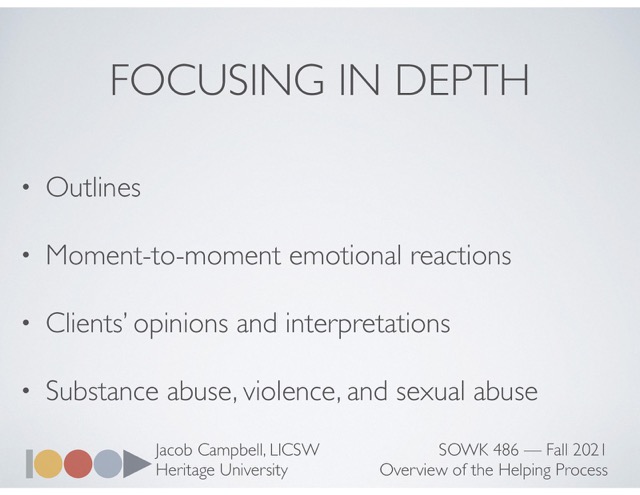 FOCUSING IN DEPTH
• Outlines
• Moment-to-moment emotional reactions
• Clients’ opinions and interpretations
• Substance abuse, violence, and sexual abuse
Jacob Campbell, LICSW
Heritage University
SOWK 486 — Fall 2021
Overview of the Helping Process